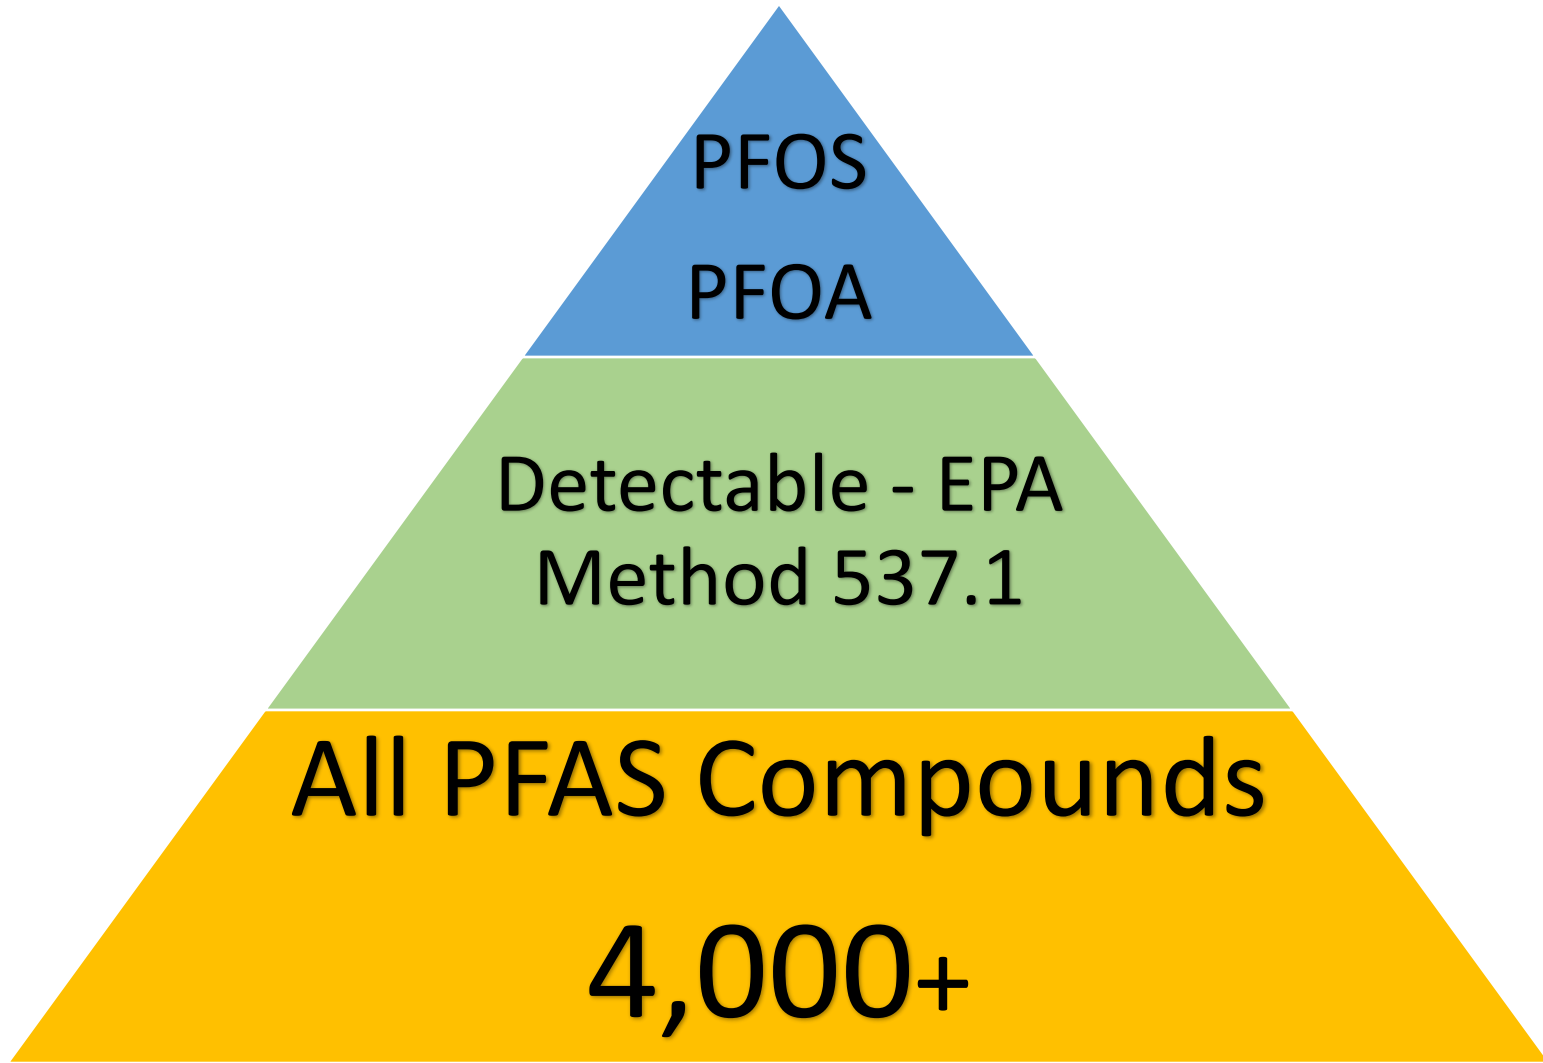 PFOS
PFOA
Detectable - EPA
Method 537.1
All PFAS Compounds
4,000+